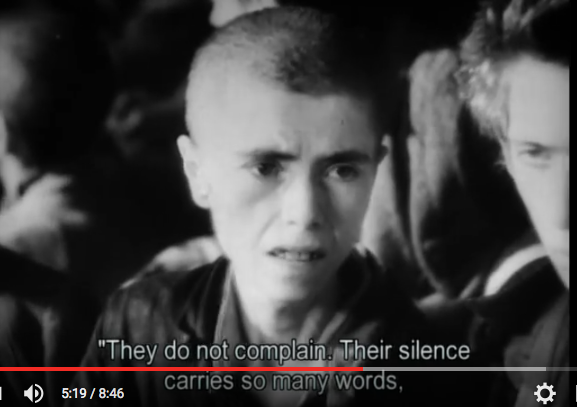 "They do not complain. Their silence
carries so many words,
5:19 / 8:46